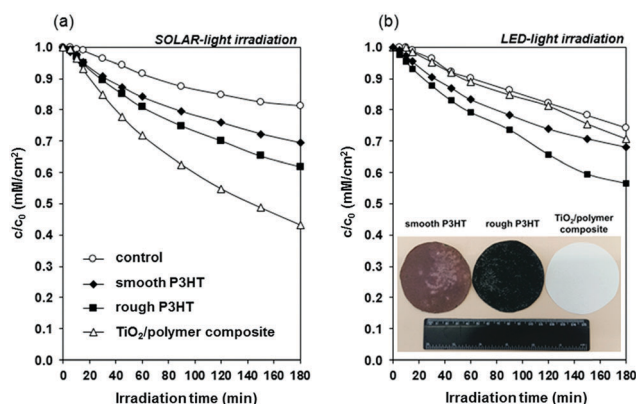 (a)
SOLAR-light irradiation
c/c₀ (mM/cm²)
1.0
0.9
0.8
0.7
0.6
0.5
0.4
0.3
0.2
0.1
0.0
control
smooth P3HT
rough P3HT
TiO₂/polymer composite
0 20 40 60 80 100 120 140 160 180
Irradiation time (min)
(b)
LED-light irradiation
c/c₀ (mM/cm²)
1.0
0.9
0.8
0.7
0.6
0.5
0.4
0.3
0.2
0.1
0.0
smooth P3HT rough P3HT TiO₂/polymer
composite
0 20 40 60 80 100 120 140 160 180
Irradiation time (min)